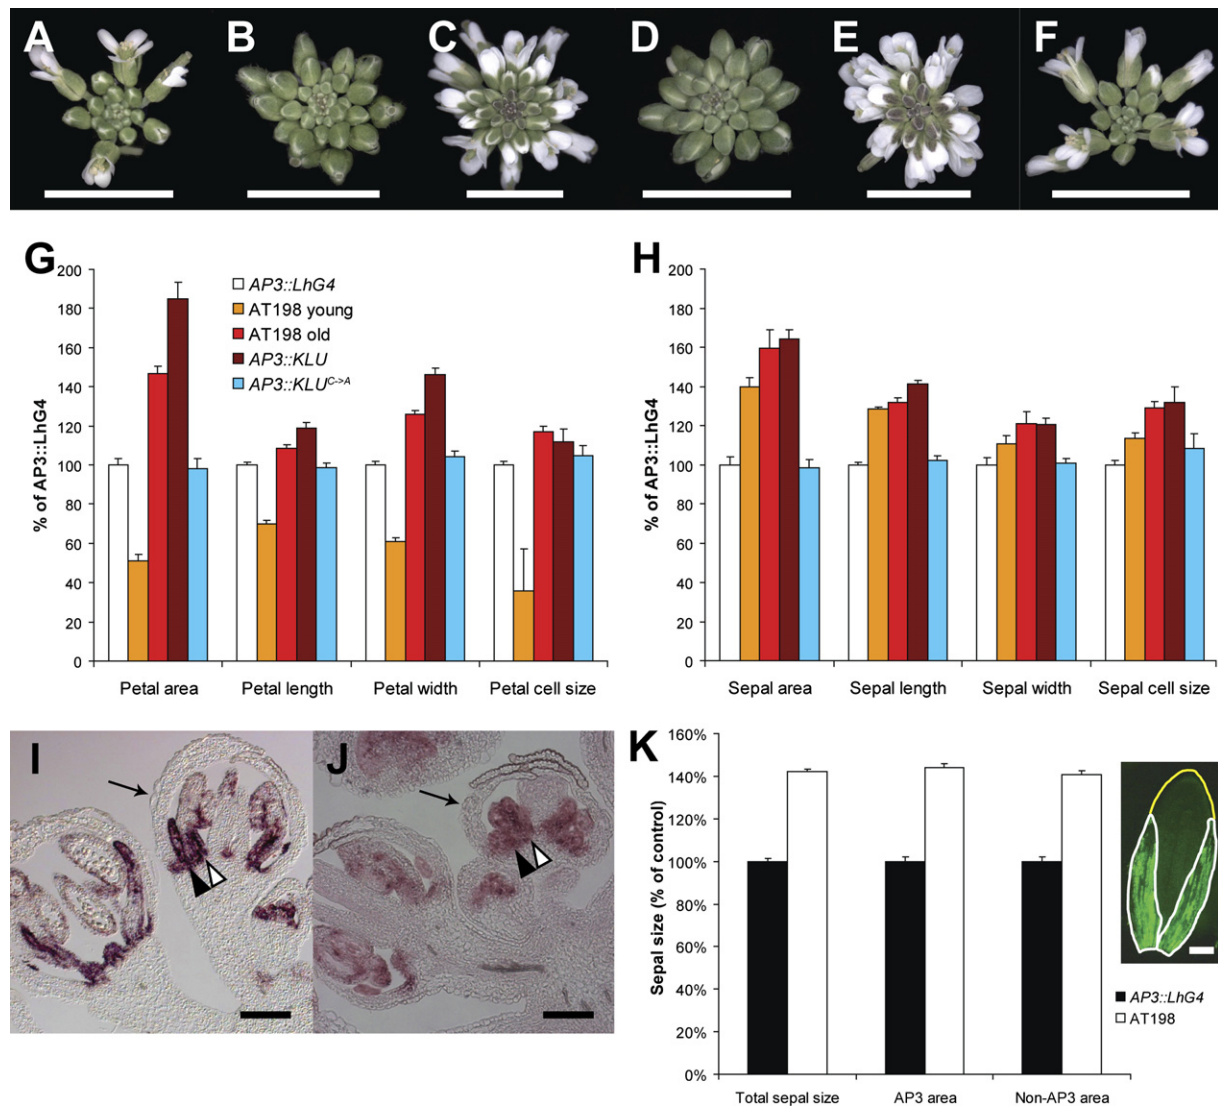 A B C D E F
G
200
180
160
140
120
100
80
60
40
20
0
% of AP3::LhG4
AP3::LhG4
AT198 young
AT198 old
AP3::KLU
AP3::KLU^C->A
Petal area Petal length Petal width Petal cell size
H
200
180
160
140
120
100
80
60
40
20
0
% of AP3::LhG4
Sepal area Sepal length Sepal width Sepal cell size
I J
K
160%
140%
120%
100%
80%
60%
40%
20%
0%
Sepal size (% of control)
AP3::LhG4
AT198
Total sepal size AP3 area Non-AP3 area